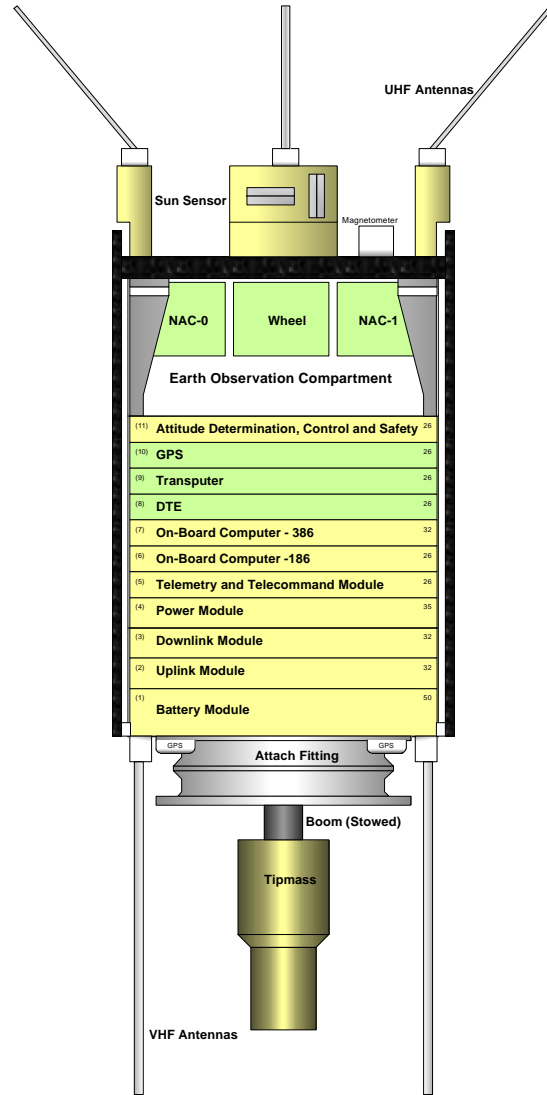 UHF Antennas
Sun Sensor
Magnetometer
NAC-0
Wheel
NAC-1
Earth Observation Compartment
(11) Attitude Determination, Control and Safety 26
(10) GPS 26
(9) Transputer 26
(8) DTE 26
(7) On-Board Computer - 386 32
(6) On-Board Computer -186 26
(5) Telemetry and Telecommand Module 26
(4) Power Module 35
(3) Downlink Module 32
(2) Uplink Module 32
(1) Battery Module 50
GPS
GPS
Attach Fitting
Boom (Stowed)
Tipmass
VHF Antennas